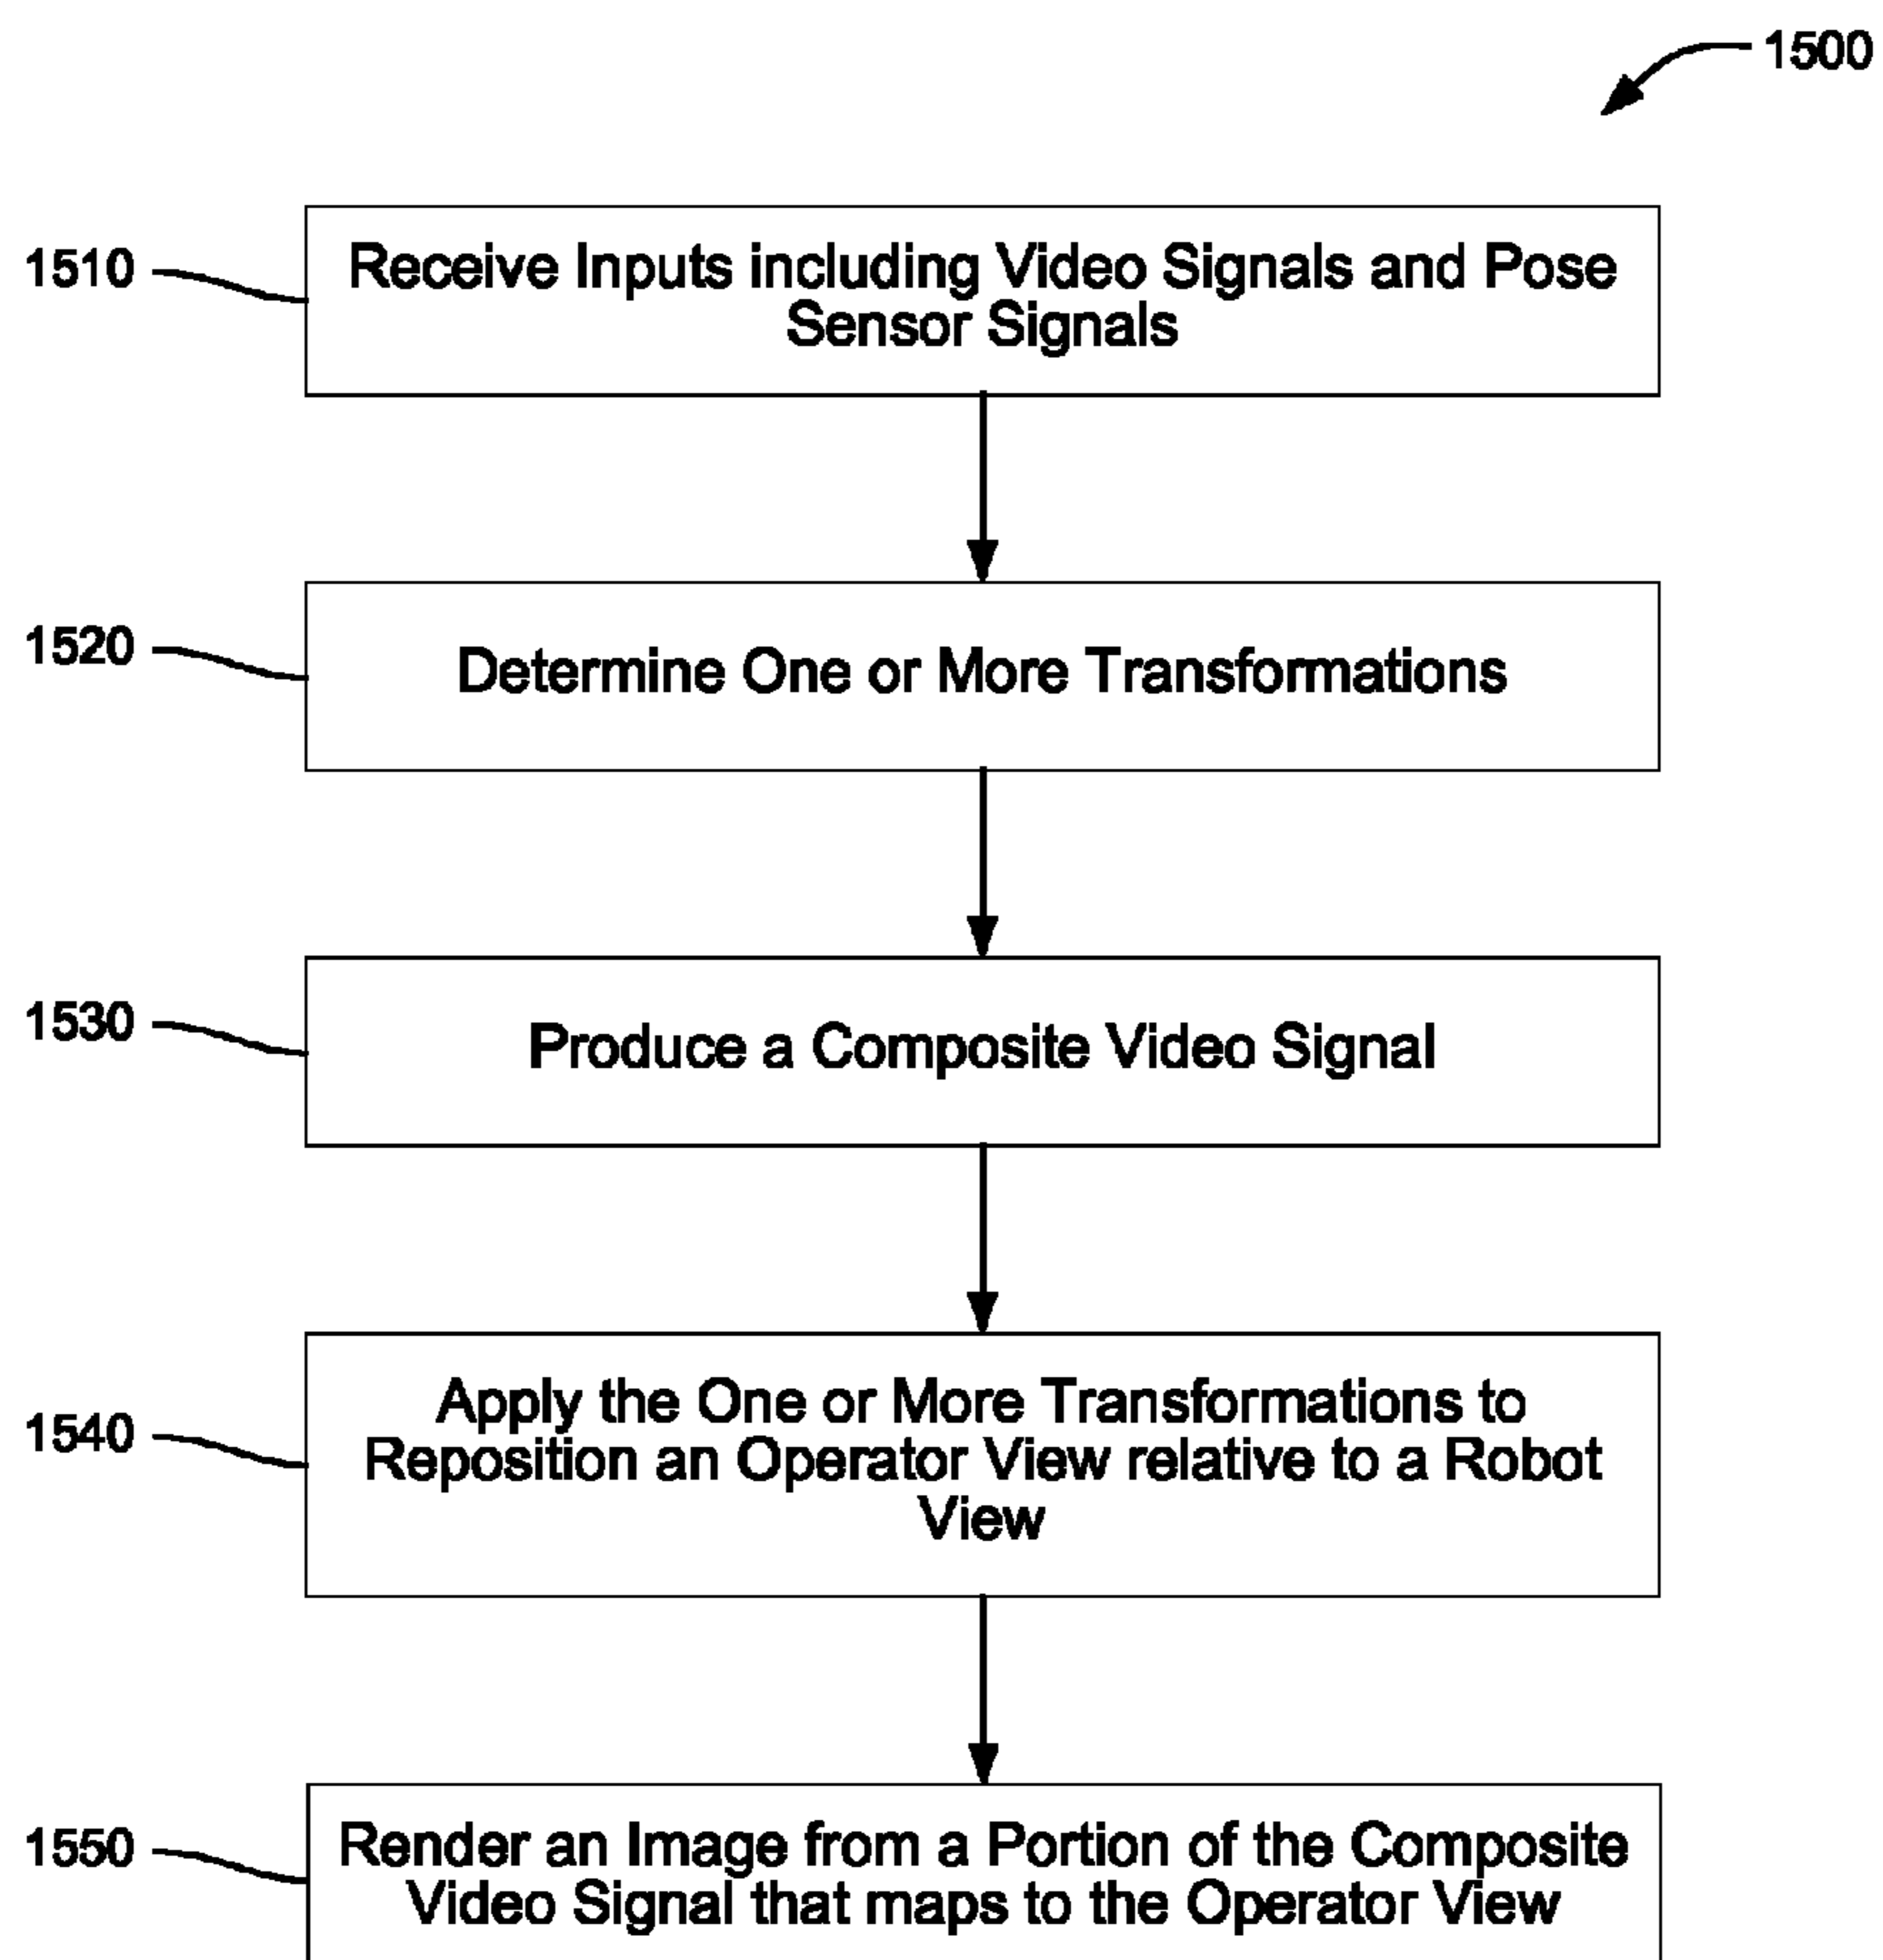 1500
1510
Receive Inputs including Video Signals and Pose
Sensor Signals
1520
Determine One or More Transformations
1530
Produce a Composite Video Signal
1540
Apply the One or More Transformations to
Reposition an Operator View relative to a Robot
View
1550
Render an Image from a Portion of the Composite
Video Signal that maps to the Operator View